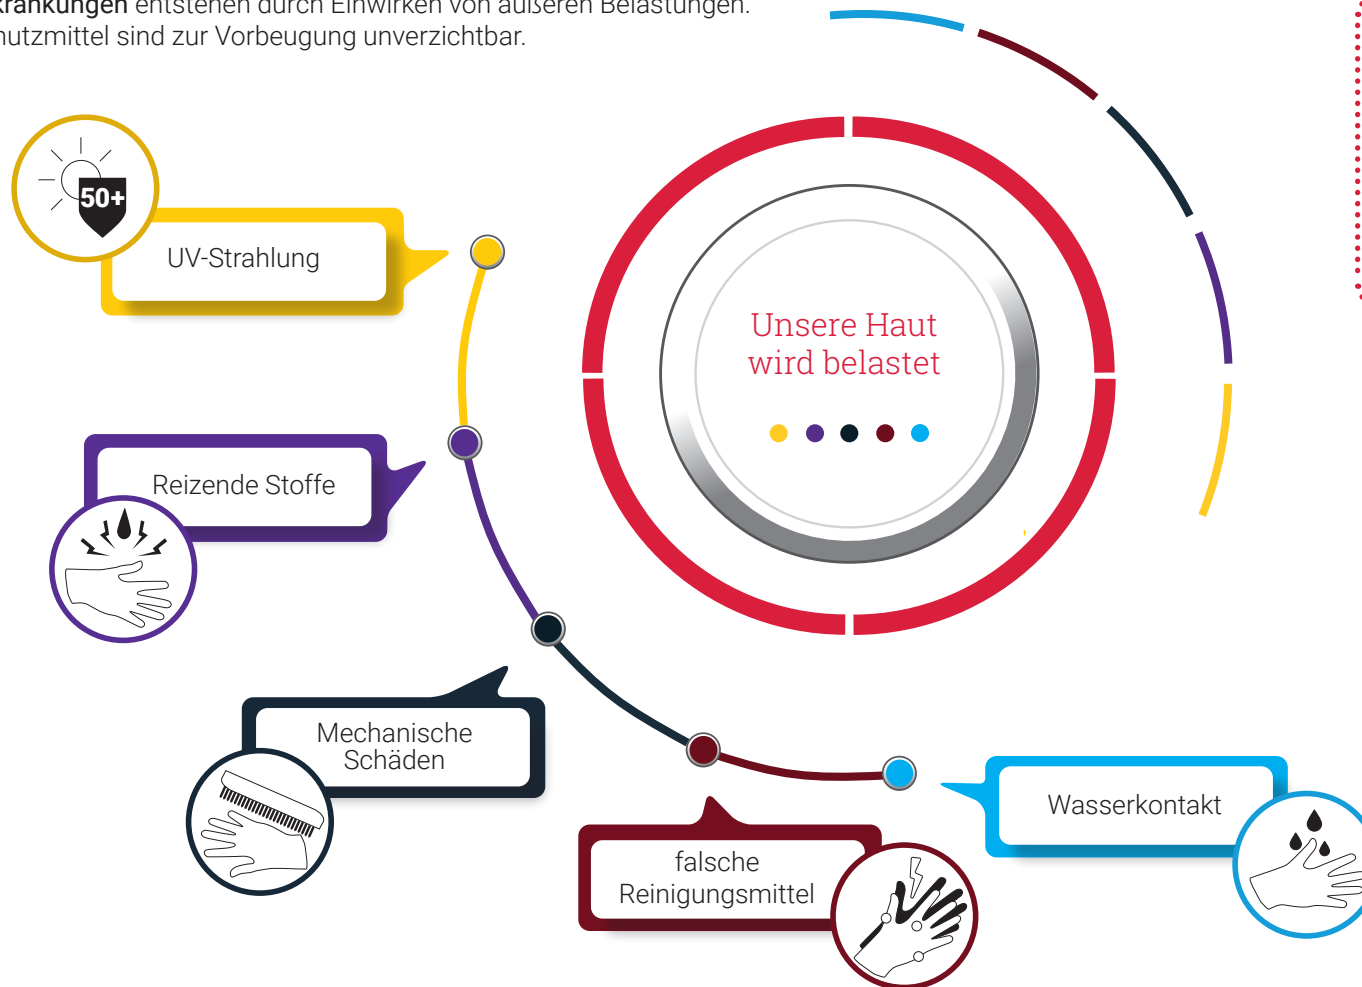 krankungen entstehen durch Einwirken von äußeren Belastungen.
hutzmittel sind zur Vorbeugung unverzichtbar.
50+
UV-Strahlung
Unsere Haut
wird belastet
Reizende Stoffe
Mechanische
Schäden
Wasserkontakt
falsche
Reinigungsmittel